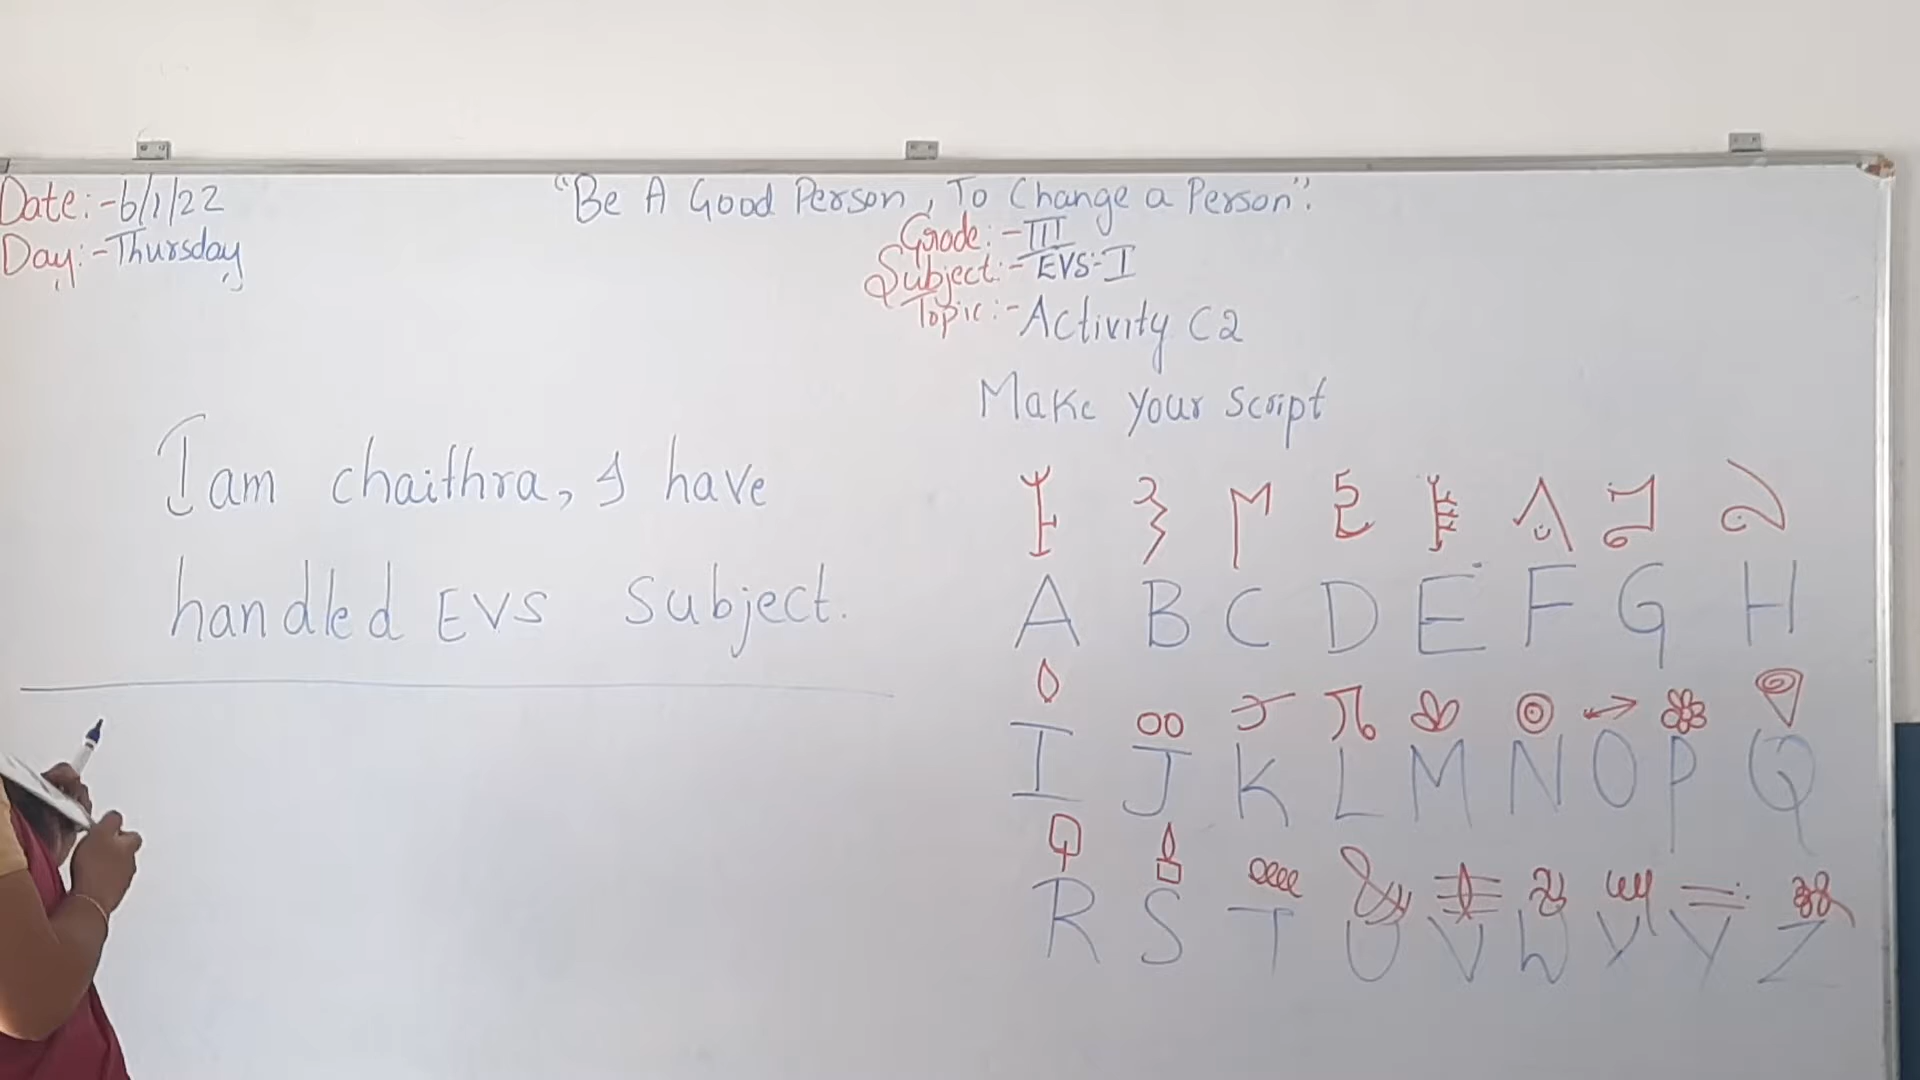 Date:-6/1/22
Day:-Thursday
"Be A Good Person, To Change a Person".
Grade:-III
Subject:-EVS-I
Topic:-Activity C2
Make your script
I am chaithra, I have
handled EVS Subject.
A B C D E F G H
I J K L M N O P Q
R S T U V W Y Z